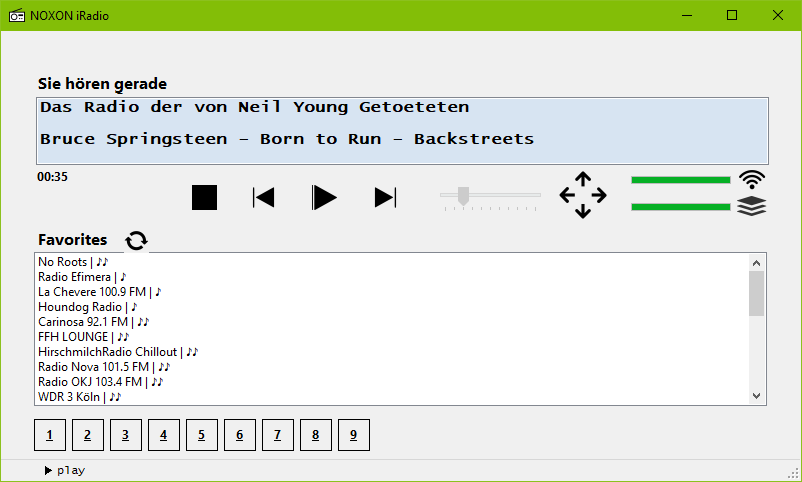 NOXON iRadio
Sie hören gerade
Das Radio der von Neil Young Getoeteten
Bruce Springsteen - Born to Run - Backstreets
00:35
Favorites
No Roots | ♪♪
Radio Efimera | ♪
La Chevere 100.9 FM | ♪
Houndog Radio | ♪
Carinosa 92.1 FM | ♪♪
FFH LOUNGE | ♪♪
HirschmilchRadio Chillout | ♪♪
Radio Nova 101.5 FM | ♪♪
Radio OKJ 103.4 FM | ♪♪
WDR 3 Köln | ♪♪
1 2 3 4 5 6 7 8 9
play